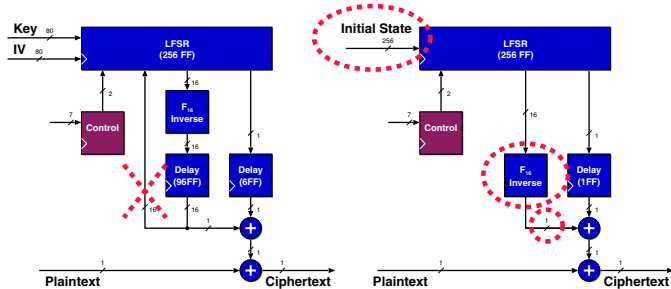 Key
80
IV
80
LFSR
(256 FF)
2
16
7
Control
F16
Inverse
1
16
Delay
(96FF)
Delay
(6FF)
16
16
1
1
1
1
Plaintext
1
Ciphertext
Initial State
256
LFSR
(256 FF)
2
16
7
Control
1
F16
Inverse
Delay
(1FF)
1
1
1
1
Plaintext
1
Ciphertext